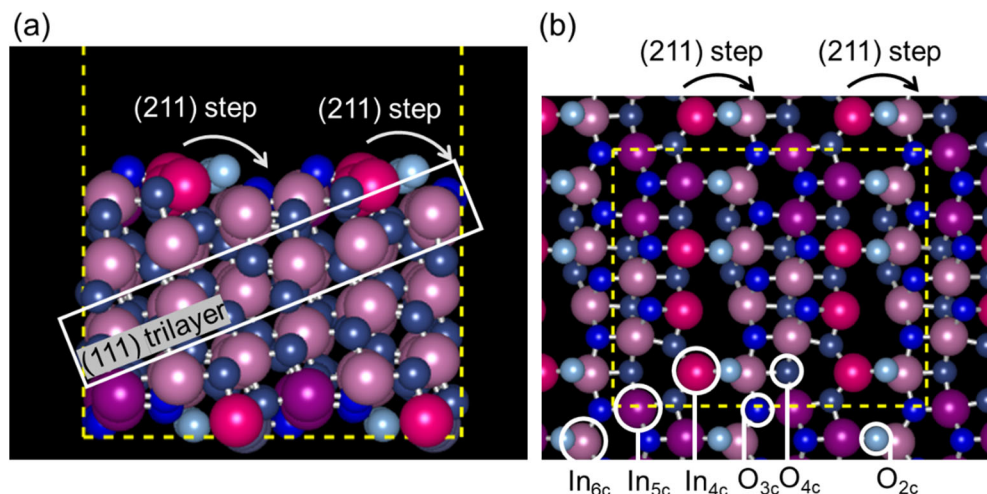 (a)
(211) step
(211) step
(111) trilayer
(b)
(211) step
(211) step
In6c
In5c
In4c
O3c
O4c
O2c